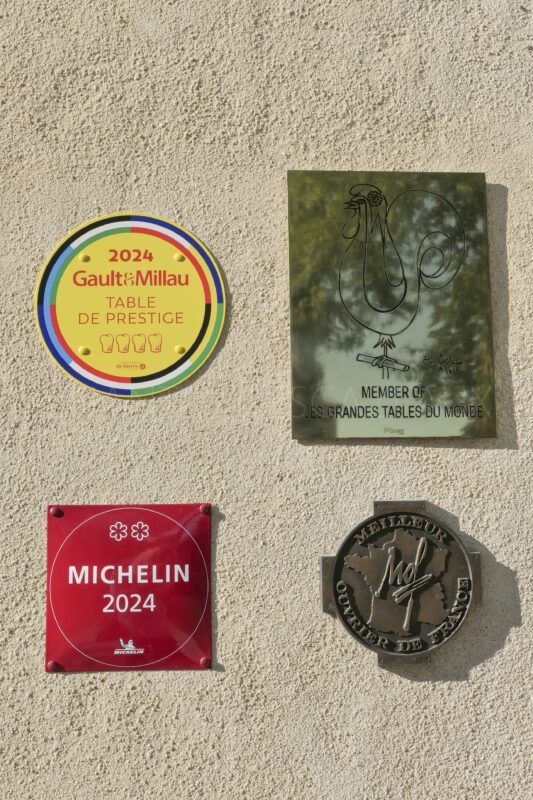 2024
Gault&Millau
TABLE
DE PRESTIGE
MEMBER OF
LES GRANDES TABLES DU MONDE
MICHELIN
2024
MICHELIN
MEILLEUR
Mof
OUVRIER DE FRANCE